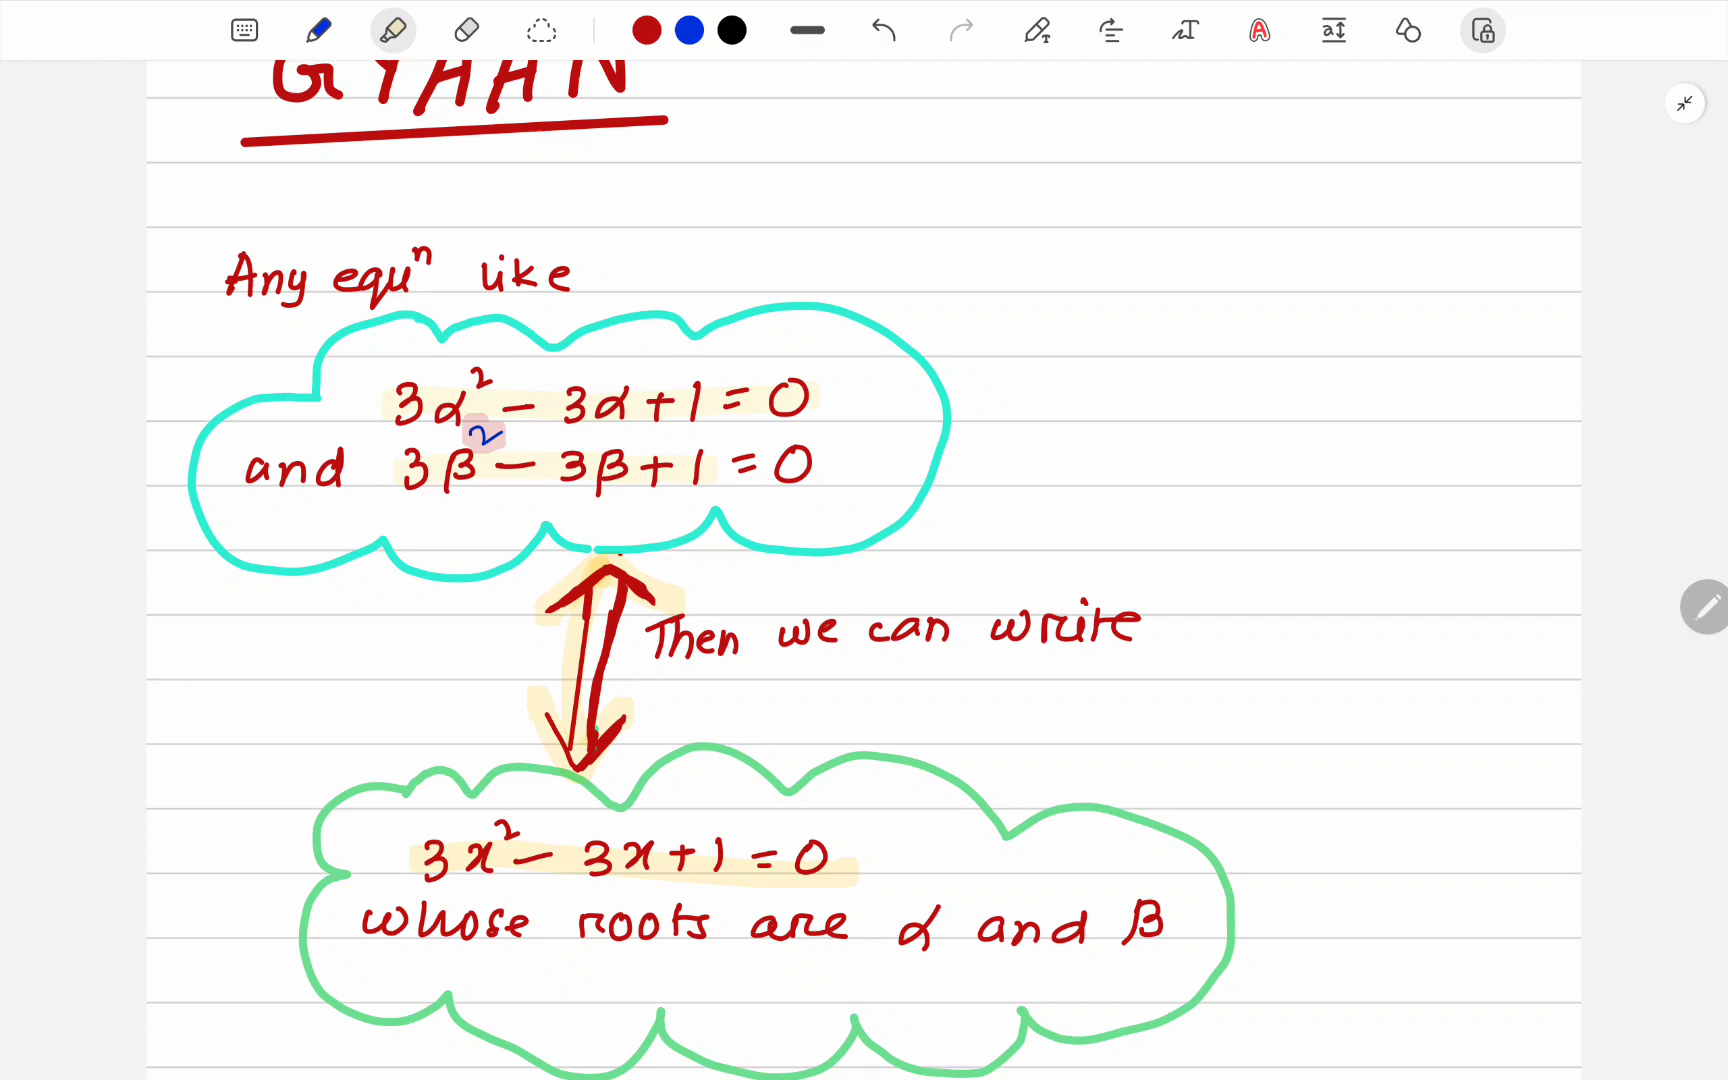 GYAAN
Any equⁿ like
3α² − 3α + 1 = 0
and 3β² − 3β + 1 = 0
Then we can write
3x² − 3x + 1 = 0
whose roots are α and β